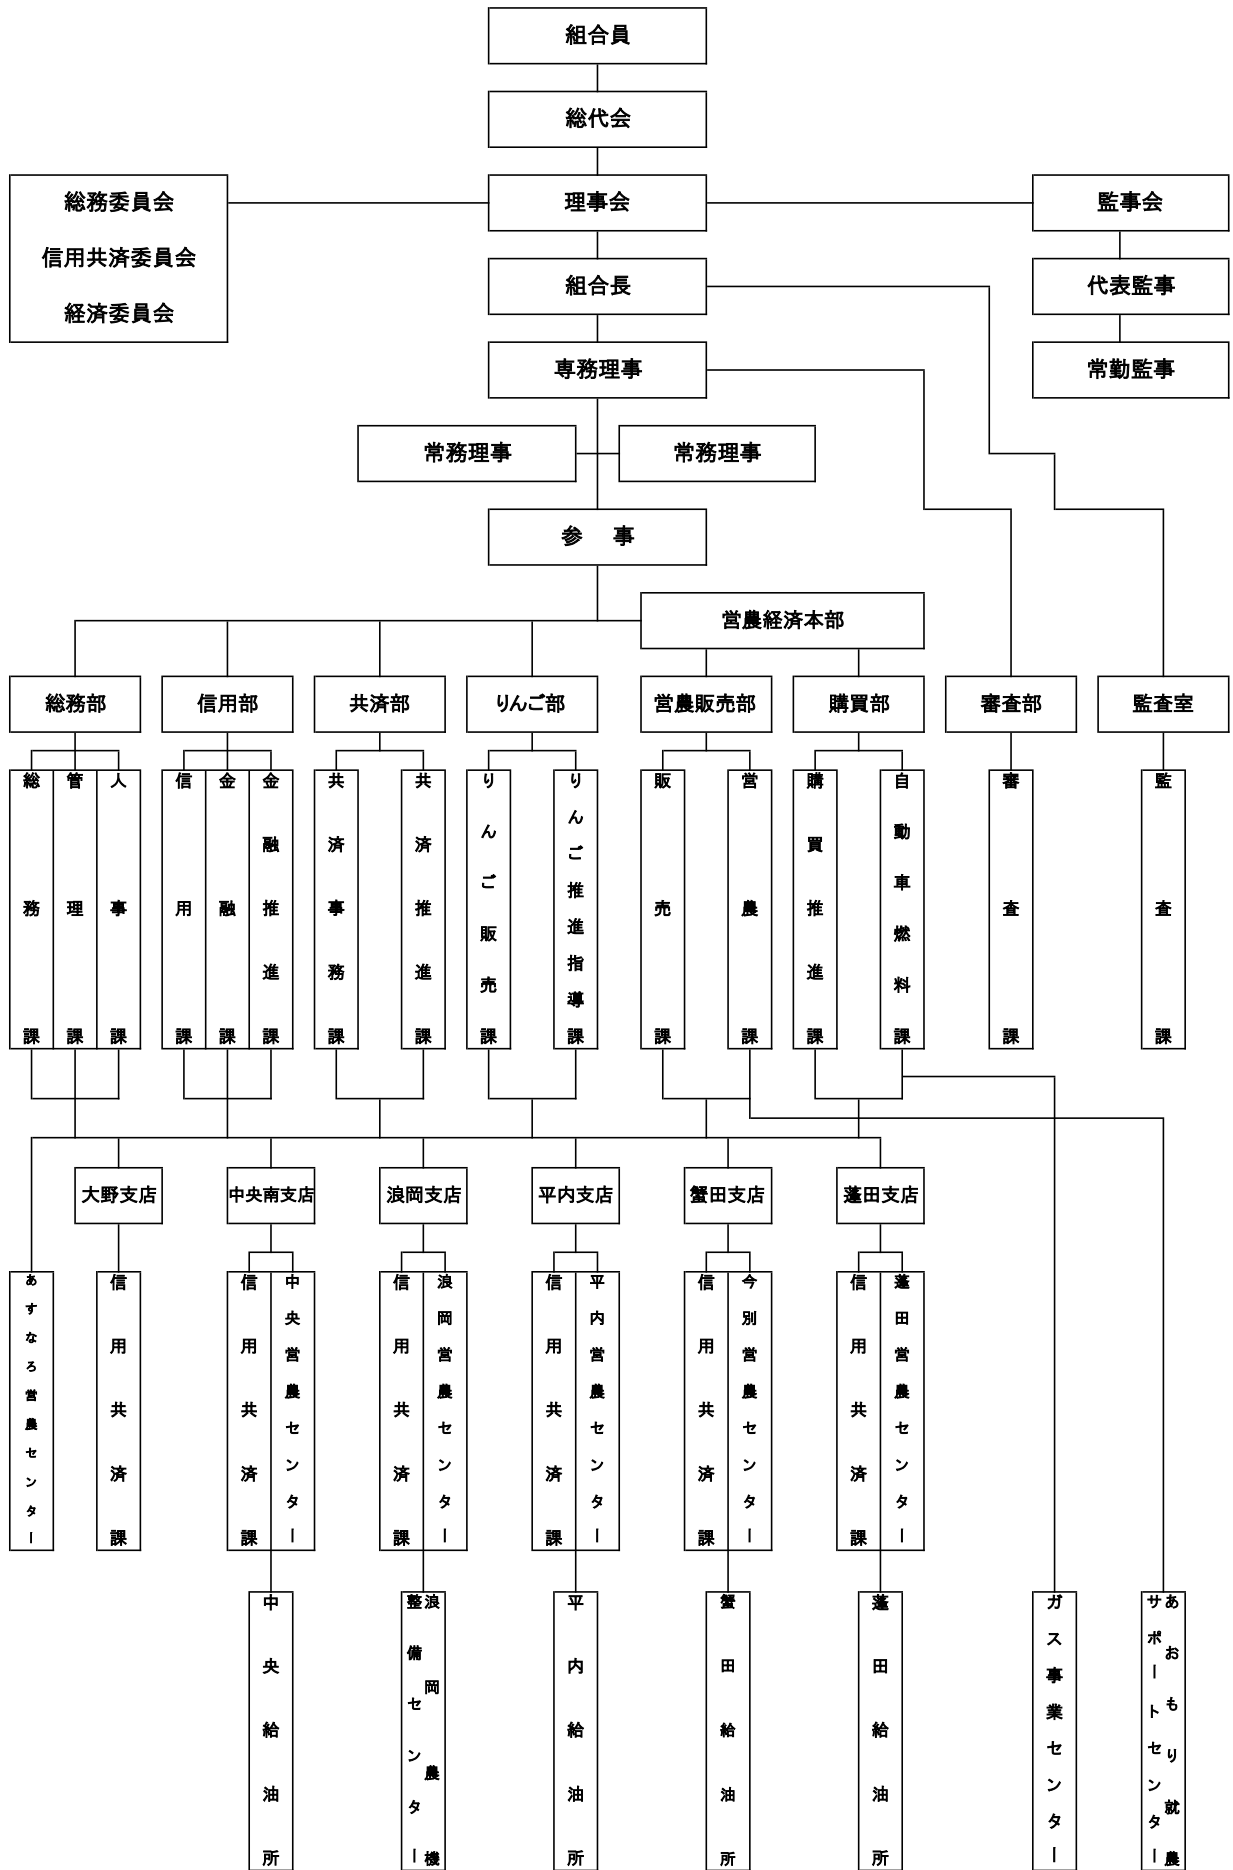 組合員
総代会
総務委員会
信用共済委員会
経済委員会
理事会
監事会
組合長
代表監事
専務理事
常勤監事
常務理事
常務理事
参 事
営農経済本部
総務部
信用部
共済部
りんご部
営農販売部
購買部
審査部
監査室
総務課
管理課
人事課
信用課
金融課
金融推進課
共済事務課
共済推進課
りんご販売課
りんご推進指導課
販売課
営農課
購買推進課
自動車燃料課
審査課
監査課
大野支店
中央南支店
浪岡支店
平内支店
蟹田支店
蓬田支店
あすなろ営農センター
信用共済課
信用共済課
中央営農センター
信用共済課
浪岡営農センター
信用共済課
平内営農センター
信用共済課
今別営農センター
信用共済課
蓬田営農センター
中央給油所
浪岡農機
整備センター
平内給油所
蟹田給油所
蓬田給油所
ガス事業センター
あおもり就農
サポートセンター